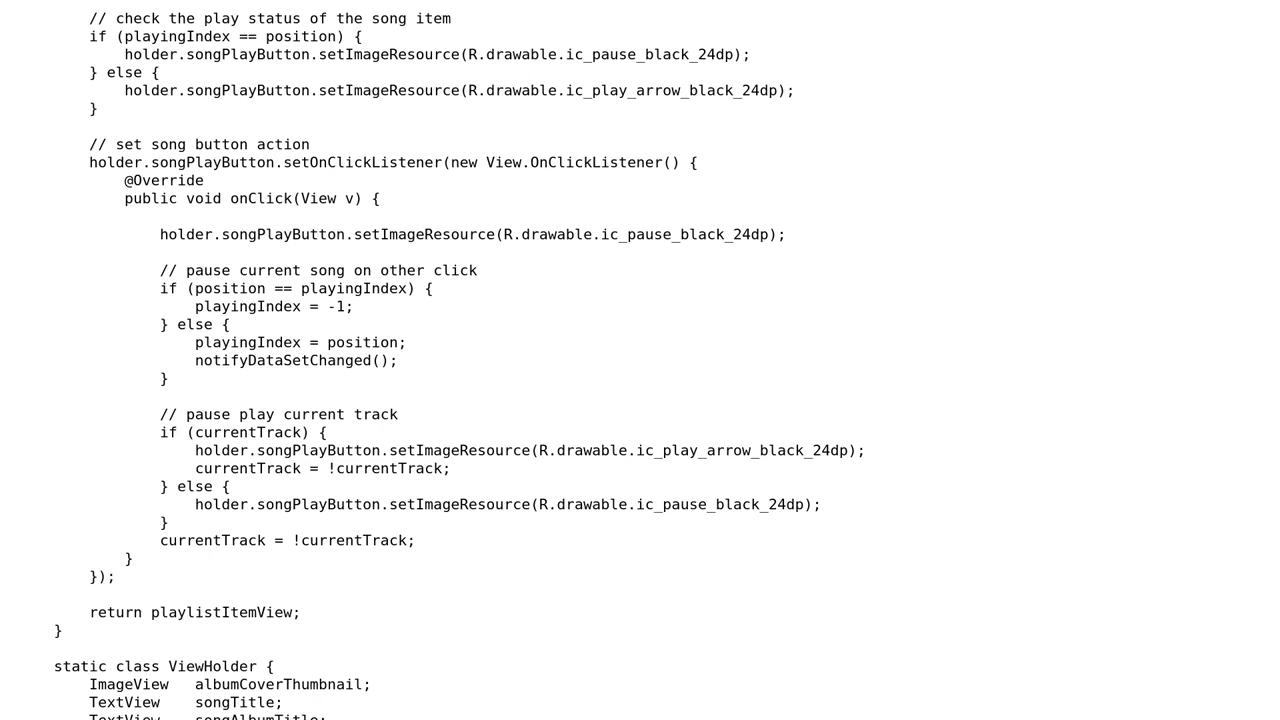 // check the play status of the song item
if (playingIndex == position) {
holder.songPlayButton.setImageResource(R.drawable.ic_pause_black_24dp);
} else {
holder.songPlayButton.setImageResource(R.drawable.ic_play_arrow_black_24dp);
}
// set song button action
holder.songPlayButton.setOnClickListener(new View.OnClickListener() {
@Override
public void onClick(View v) {
holder.songPlayButton.setImageResource(R.drawable.ic_pause_black_24dp);
// pause current song on other click
if (position == playingIndex) {
playingIndex = -1;
} else {
playingIndex = position;
notifyDataSetChanged();
}
// pause play current track
if (currentTrack) {
holder.songPlayButton.setImageResource(R.drawable.ic_play_arrow_black_24dp);
currentTrack = !currentTrack;
} else {
holder.songPlayButton.setImageResource(R.drawable.ic_pause_black_24dp);
}
currentTrack = !currentTrack;
}
});
return playlistItemView;
}
static class ViewHolder {
ImageView albumCoverThumbnail;
TextView songTitle;
TextView songAlbumTitle;